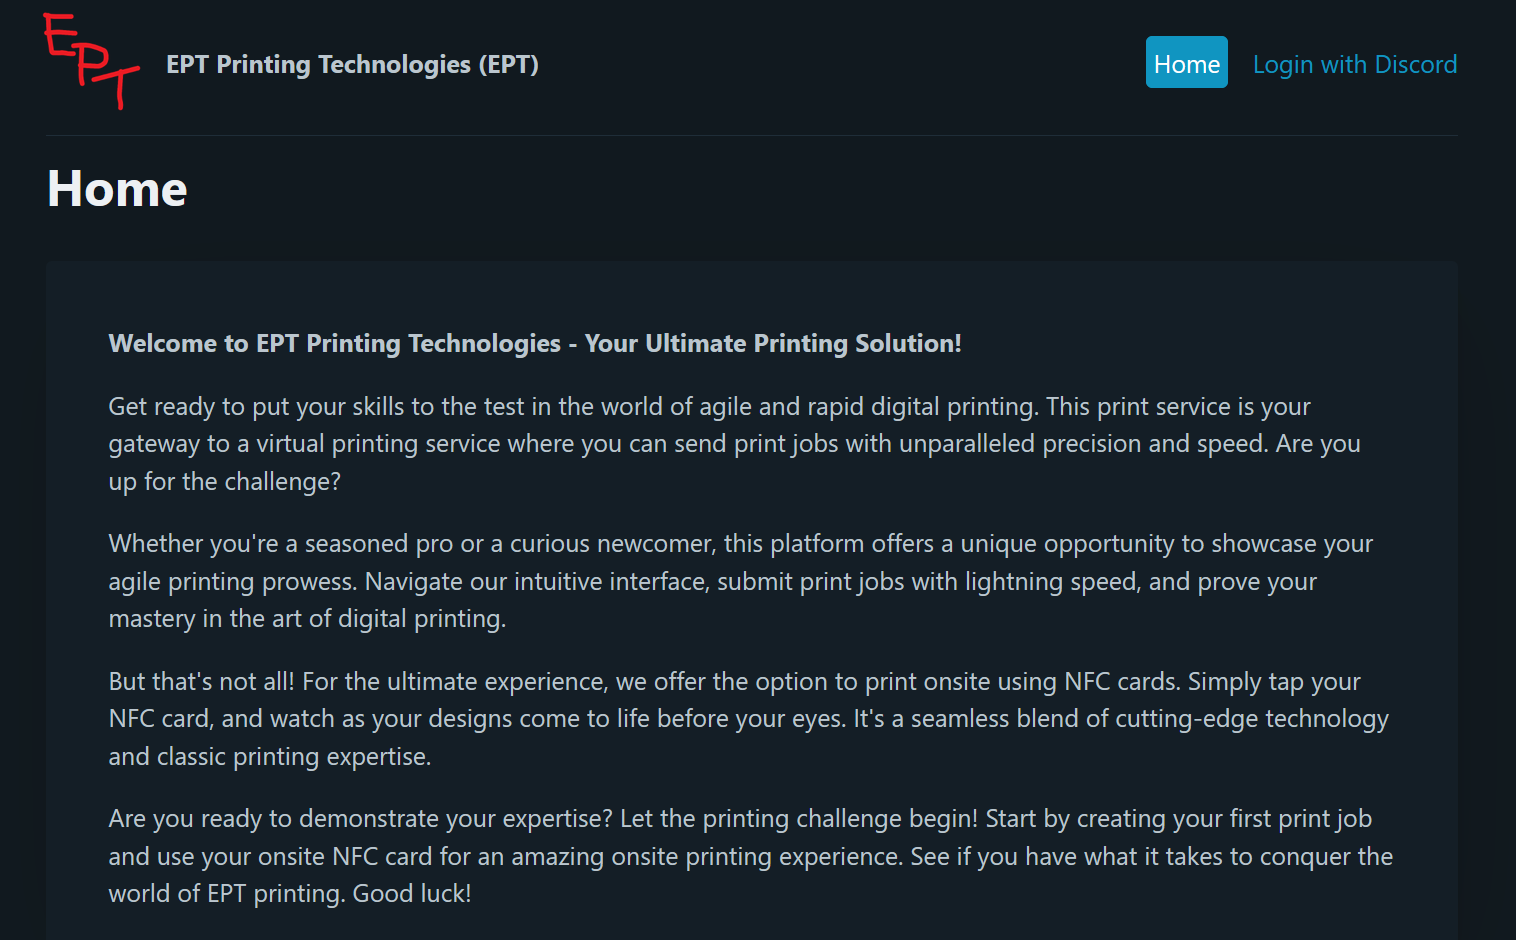 EPT
EPT Printing Technologies (EPT)
Home
Login with Discord
Home
Welcome to EPT Printing Technologies - Your Ultimate Printing Solution!
Get ready to put your skills to the test in the world of agile and rapid digital printing. This print service is your
gateway to a virtual printing service where you can send print jobs with unparalleled precision and speed. Are you
up for the challenge?
Whether you're a seasoned pro or a curious newcomer, this platform offers a unique opportunity to showcase your
agile printing prowess. Navigate our intuitive interface, submit print jobs with lightning speed, and prove your
mastery in the art of digital printing.
But that's not all! For the ultimate experience, we offer the option to print onsite using NFC cards. Simply tap your
NFC card, and watch as your designs come to life before your eyes. It's a seamless blend of cutting-edge technology
and classic printing expertise.
Are you ready to demonstrate your expertise? Let the printing challenge begin! Start by creating your first print job
and use your onsite NFC card for an amazing onsite printing experience. See if you have what it takes to conquer the
world of EPT printing. Good luck!